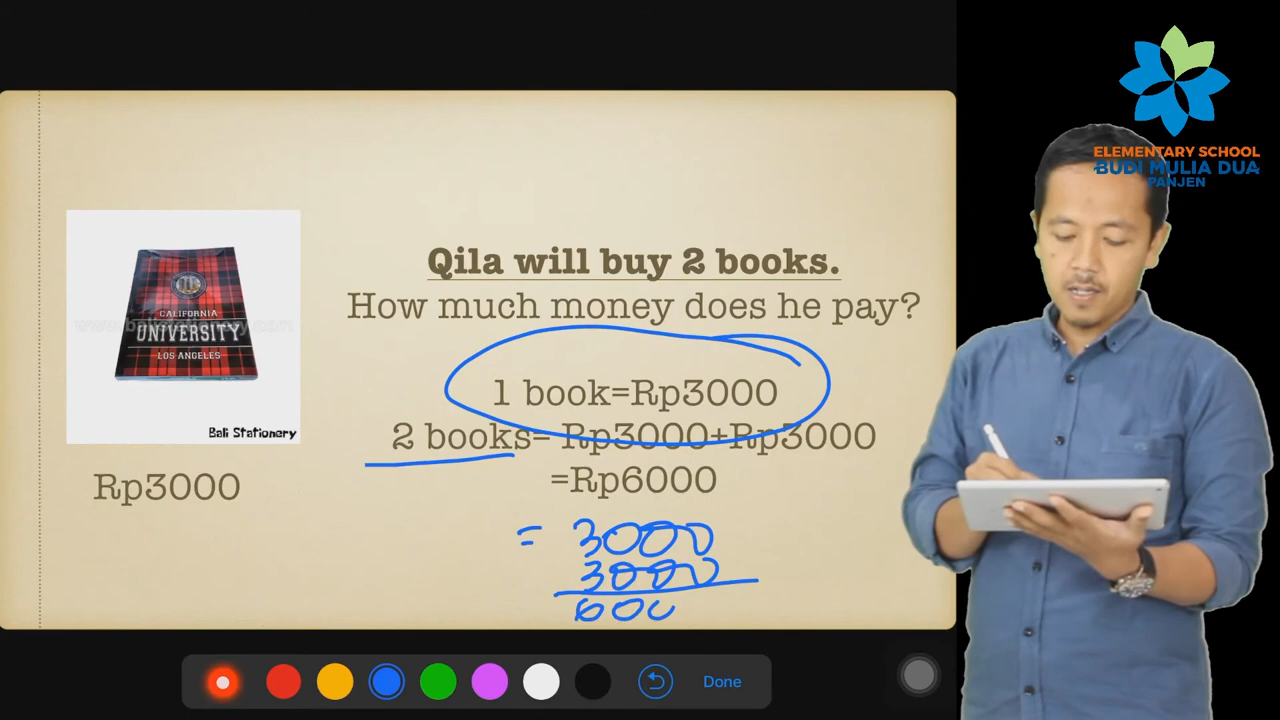 ELEMENTARY SCHOOL
BUDI MULIA DUA
PANJEN
CALIFORNIA
UNIVERSITY
LOS ANGELES
Bali Stationery
Rp3000
Qila will buy 2 books.
How much money does he pay?
1 book=Rp3000
2 books= Rp3000+Rp3000
=Rp6000
= 3000
3000
600
Done